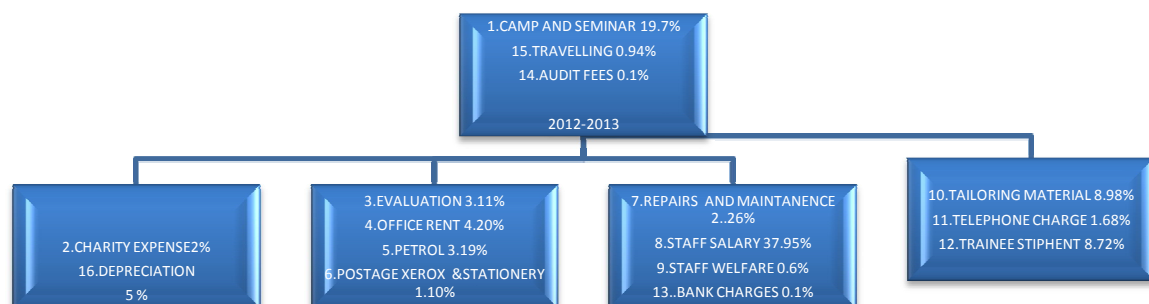 1.CAMP AND SEMINAR 19.7%
15.TRAVELLING 0.94%
14.AUDIT FEES 0.1%
2012-2013
2.CHARITY EXPENSE2%
16.DEPRECIATION
5 %
3.EVALUATION 3.11%
4.OFFICE RENT 4.20%
5.PETROL 3.19%
6.POSTAGE XEROX &STATIONERY
1.10%
7.REPAIRS AND MAINTANENCE
2..26%
8.STAFF SALARY 37.95%
9.STAFF WELFARE 0.6%
13..BANK CHARGES 0.1%
10.TAILORING MATERIAL 8.98%
11.TELEPHONE CHARGE 1.68%
12.TRAINEE STIPHENT 8.72%